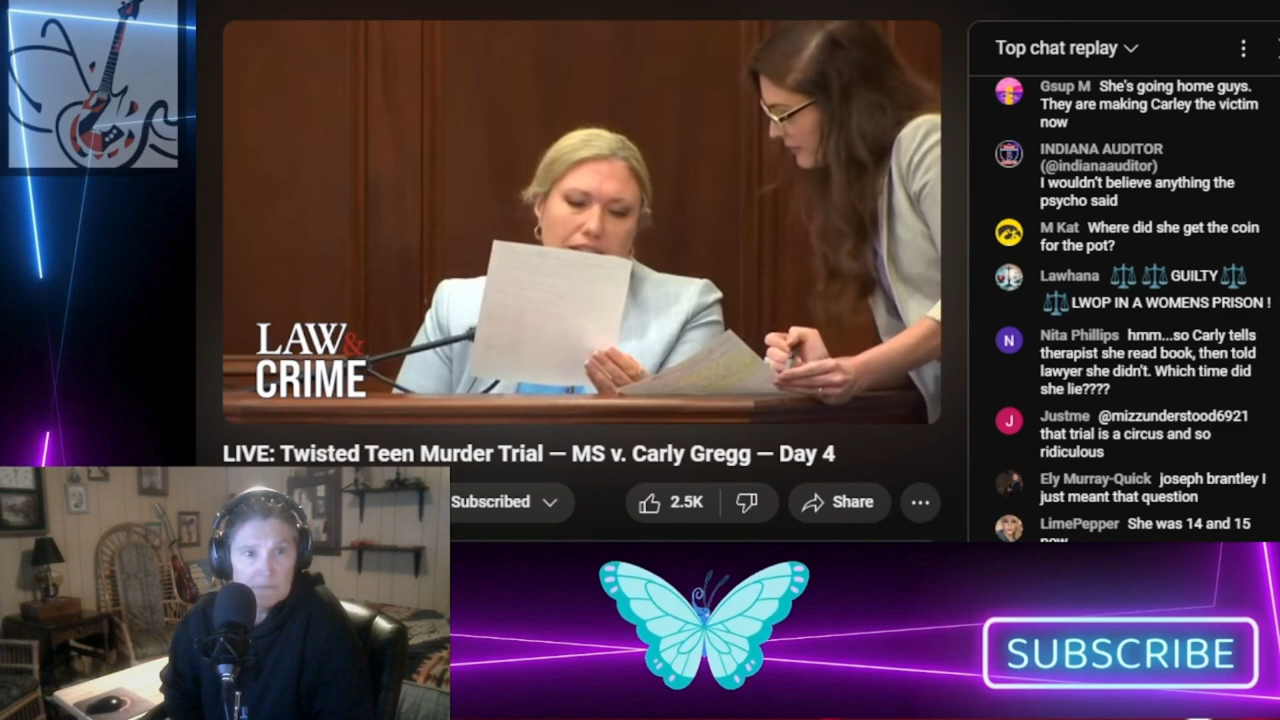 LAW&
CRIME
LIVE: Twisted Teen Murder Trial — MS v. Carly Gregg — Day 4
Subscribed
2.5K
Share
Top chat replay
Gsup M She's going home guys.
They are making Carley the victim
now
INDIANA AUDITOR
(@indianaauditor)
I wouldn't believe anything the
psycho said
M Kat Where did she get the coin
for the pot?
Lawhana GUILTY
LWOP IN A WOMENS PRISON !
N
Nita Phillips hmm...so Carly tells
therapist she read book, then told
lawyer she didn't. Which time did
she lie????
J
Justme @mizzunderstood6921
that trial is a circus and so
ridiculous
Ely Murray-Quick joseph brantley I
just meant that question
LimePepper She was 14 and 15
now
SUBSCRIBE